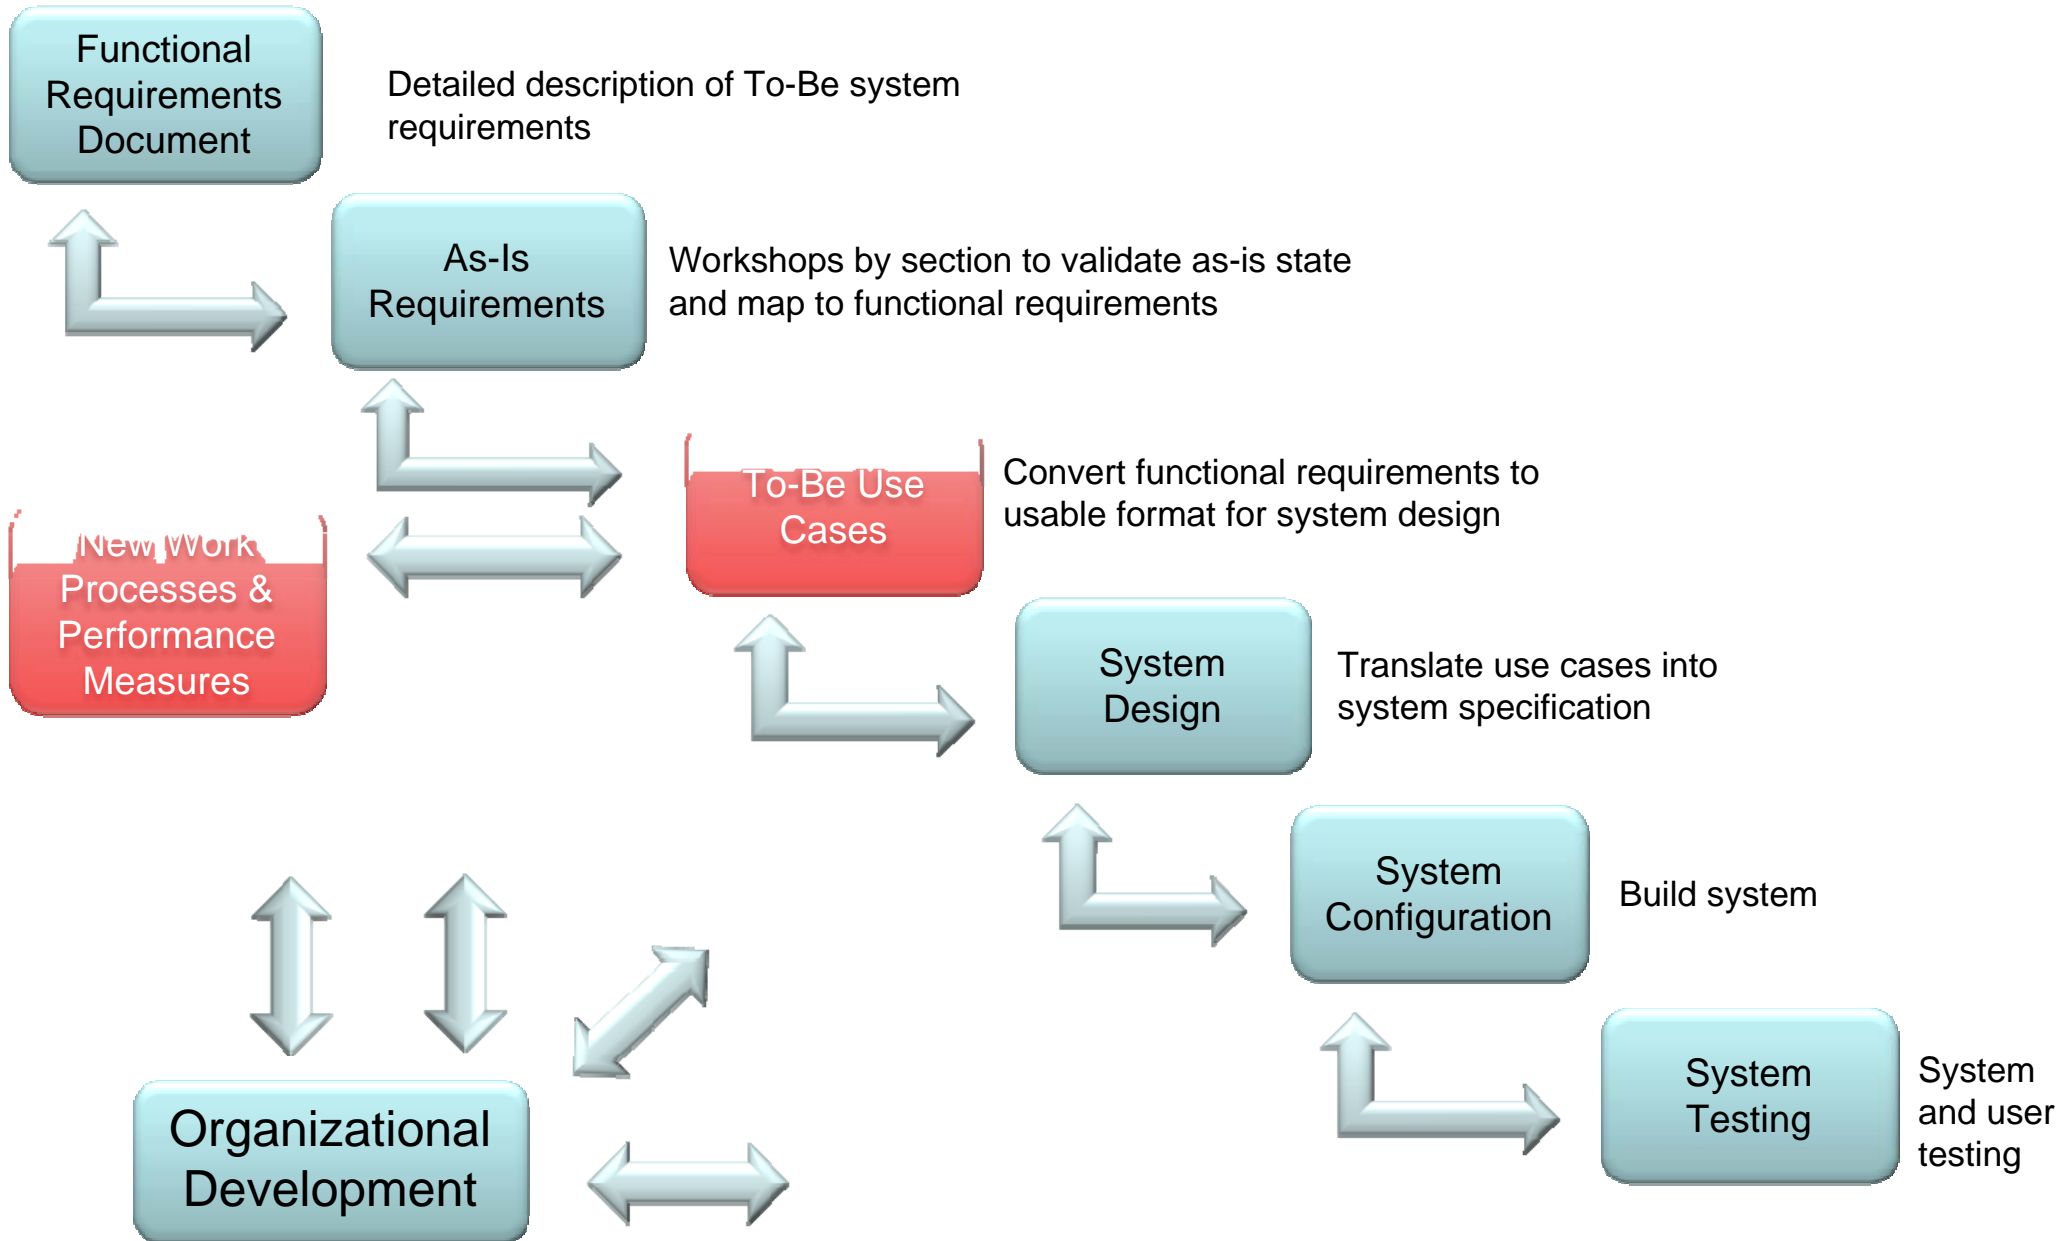 Functional
Requirements
Document
Detailed description of To-Be system
requirements
As-Is
Requirements
Workshops by section to validate as-is state
and map to functional requirements
To-Be Use
Cases
Convert functional requirements to
usable format for system design
New Work
Processes &
Performance
Measures
System
Design
Translate use cases into
system specification
System
Configuration
Build system
System
Testing
System
and user
testing
Organizational
Development